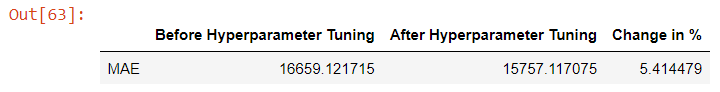 Out[63]:
Before Hyperparameter Tuning After Hyperparameter Tuning Change in %
MAE 16659.121715 15757.117075 5.414479